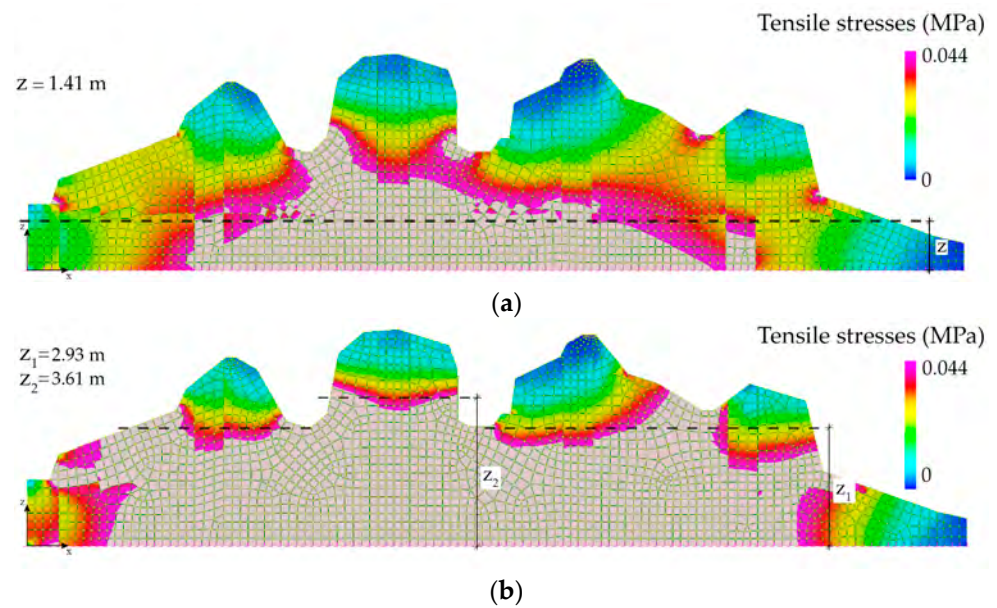 Tensile stresses (MPa)
z = 1.41 m
0.044
0
z
z
x
(a)
Tensile stresses (MPa)
z1=2.93 m
z2=3.61 m
0.044
0
z2
z1
z
x
(b)